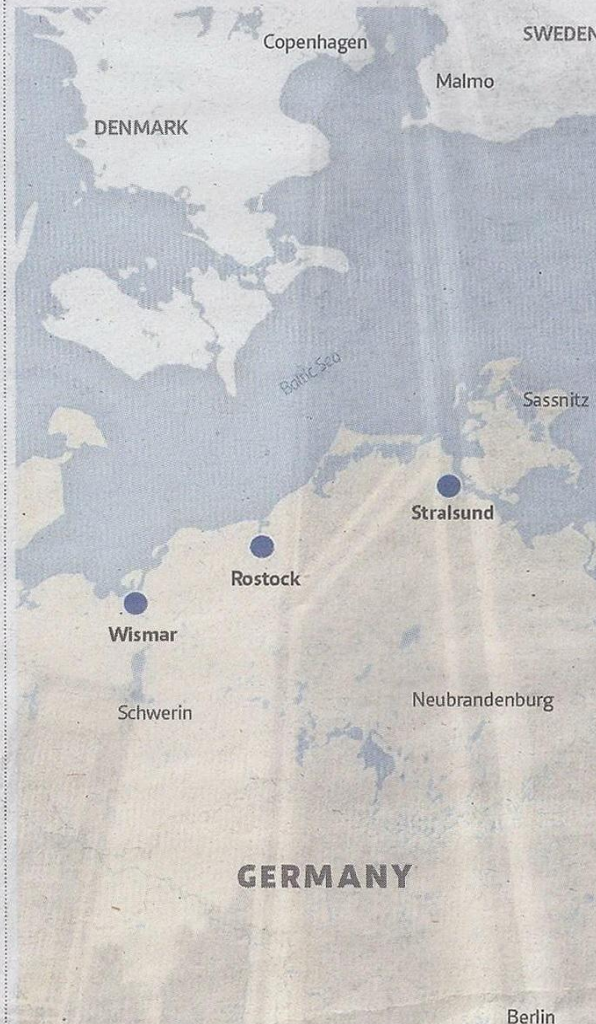 Copenhagen
SWEDEN
Malmo
DENMARK
Baltic Sea
Sassnitz
Stralsund
Rostock
Wismar
Neubrandenburg
Schwerin
GERMANY
Berlin